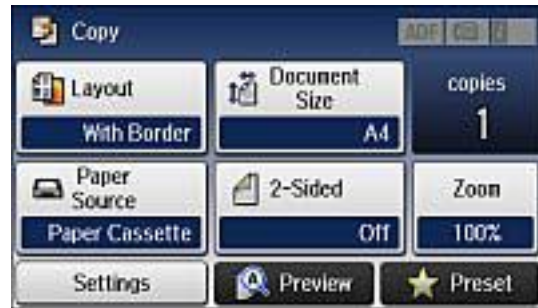 Copy
ADF
Layout
With Border
Document
Size
A4
copies
1
Paper
Source
Paper Cassette
2-Sided
Off
Zoom
100%
Settings
Preview
Preset